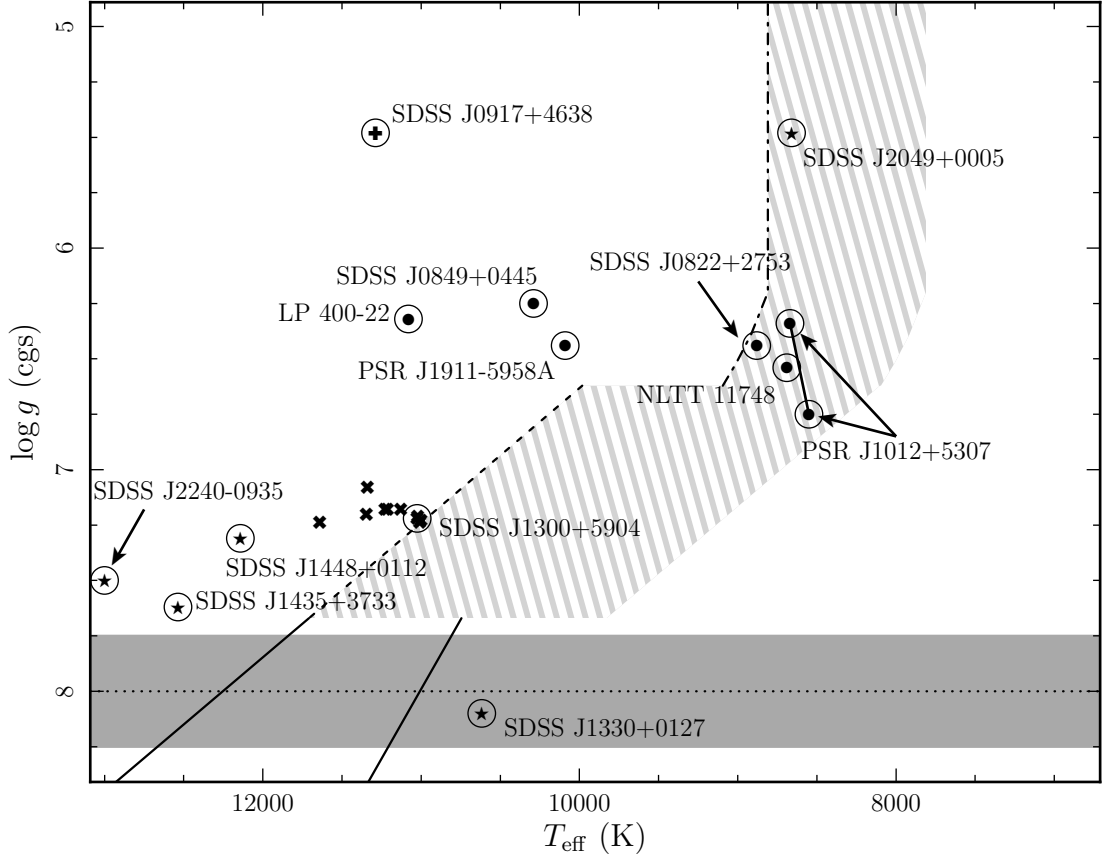 5
SDSS J0917+4638
SDSS J2049+0005
6
SDSS J0822+2753
SDSS J0849+0445
LP 400-22
PSR J1911-5958A
NLTT 11748
log g (cgs)
PSR J1012+5307
7
SDSS J2240-0935
SDSS J1300+5904
SDSS J1448+0112
SDSS J1435+3733
8
SDSS J1330+0127
12000 10000 8000
T_eff (K)